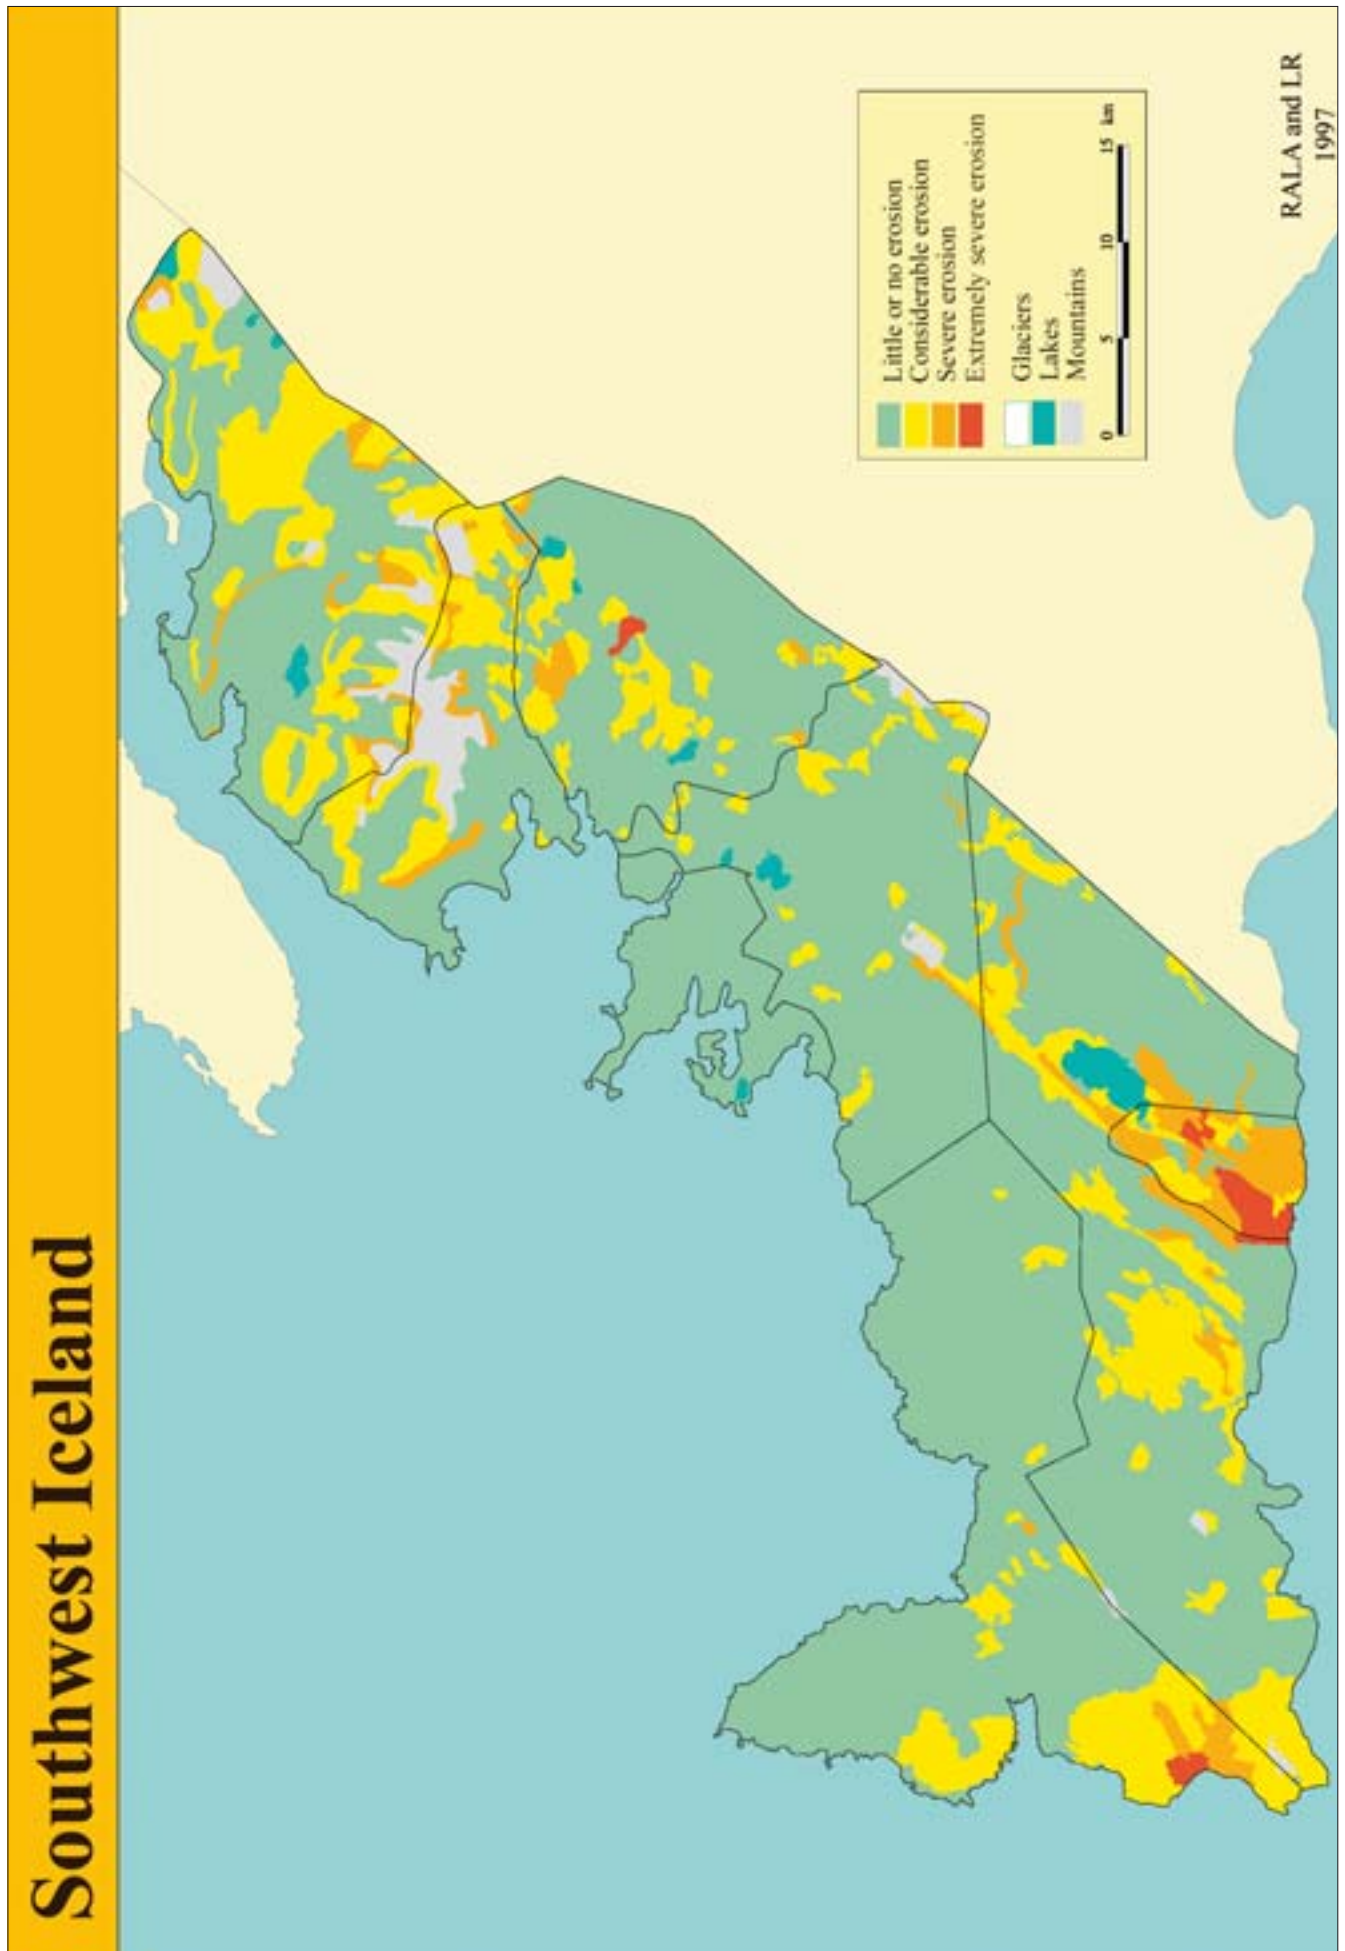 Southwest Iceland
Little or no erosion
Considerable erosion
Severe erosion
Extremely severe erosion
Glaciers
Lakes
Mountains
0 5 10 15 km
RALA and LR
1997